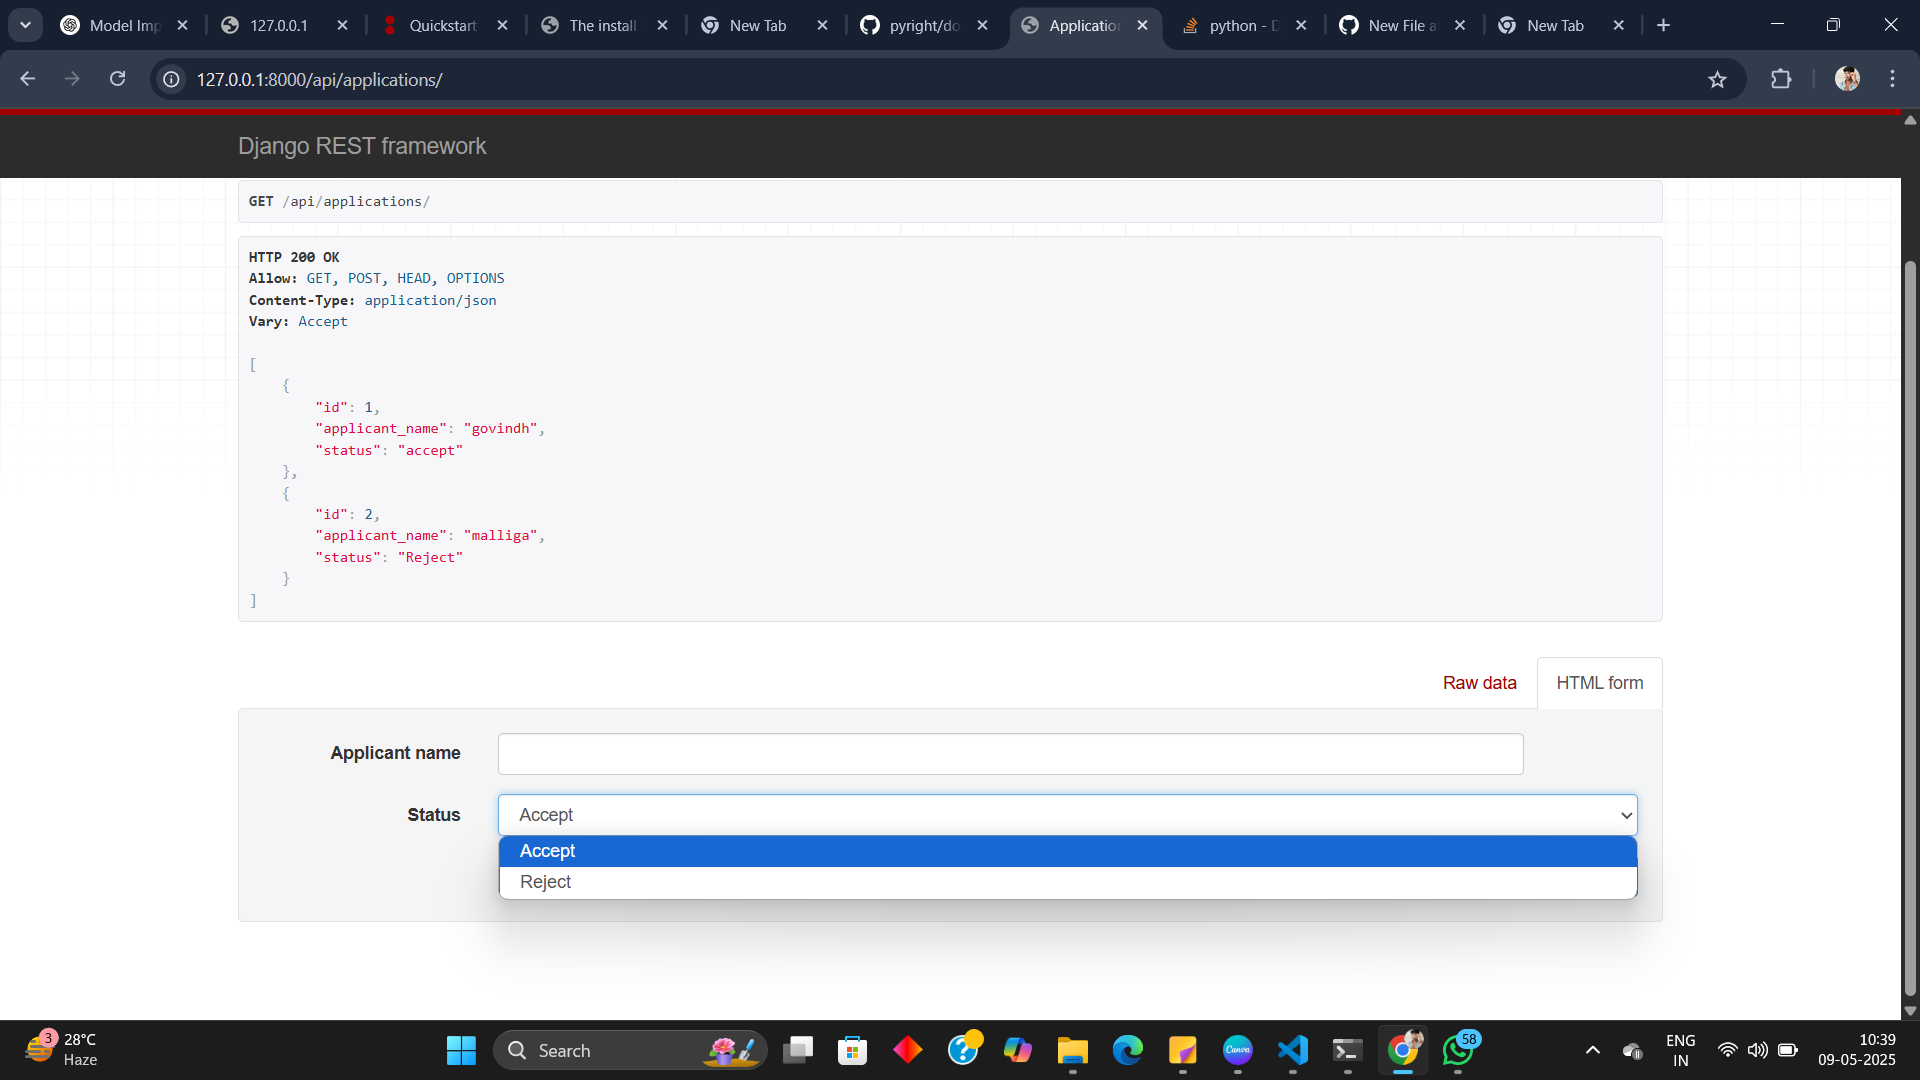 Model Imp
127.0.0.1
Quickstart
The install
New Tab
pyright/do
Application
python - D
New File a
New Tab
127.0.0.1:8000/api/applications/
Django REST framework
GET /api/applications/
HTTP 200 OK
Allow: GET, POST, HEAD, OPTIONS
Content-Type: application/json
Vary: Accept
[
{
"id": 1,
"applicant_name": "govindh",
"status": "accept"
},
{
"id": 2,
"applicant_name": "malliga",
"status": "Reject"
}
]
Raw data
HTML form
Applicant name
Status
Accept
Accept
Reject
3
28°C
Haze
Search
Canva
58
ENG
IN
10:39
09-05-2025